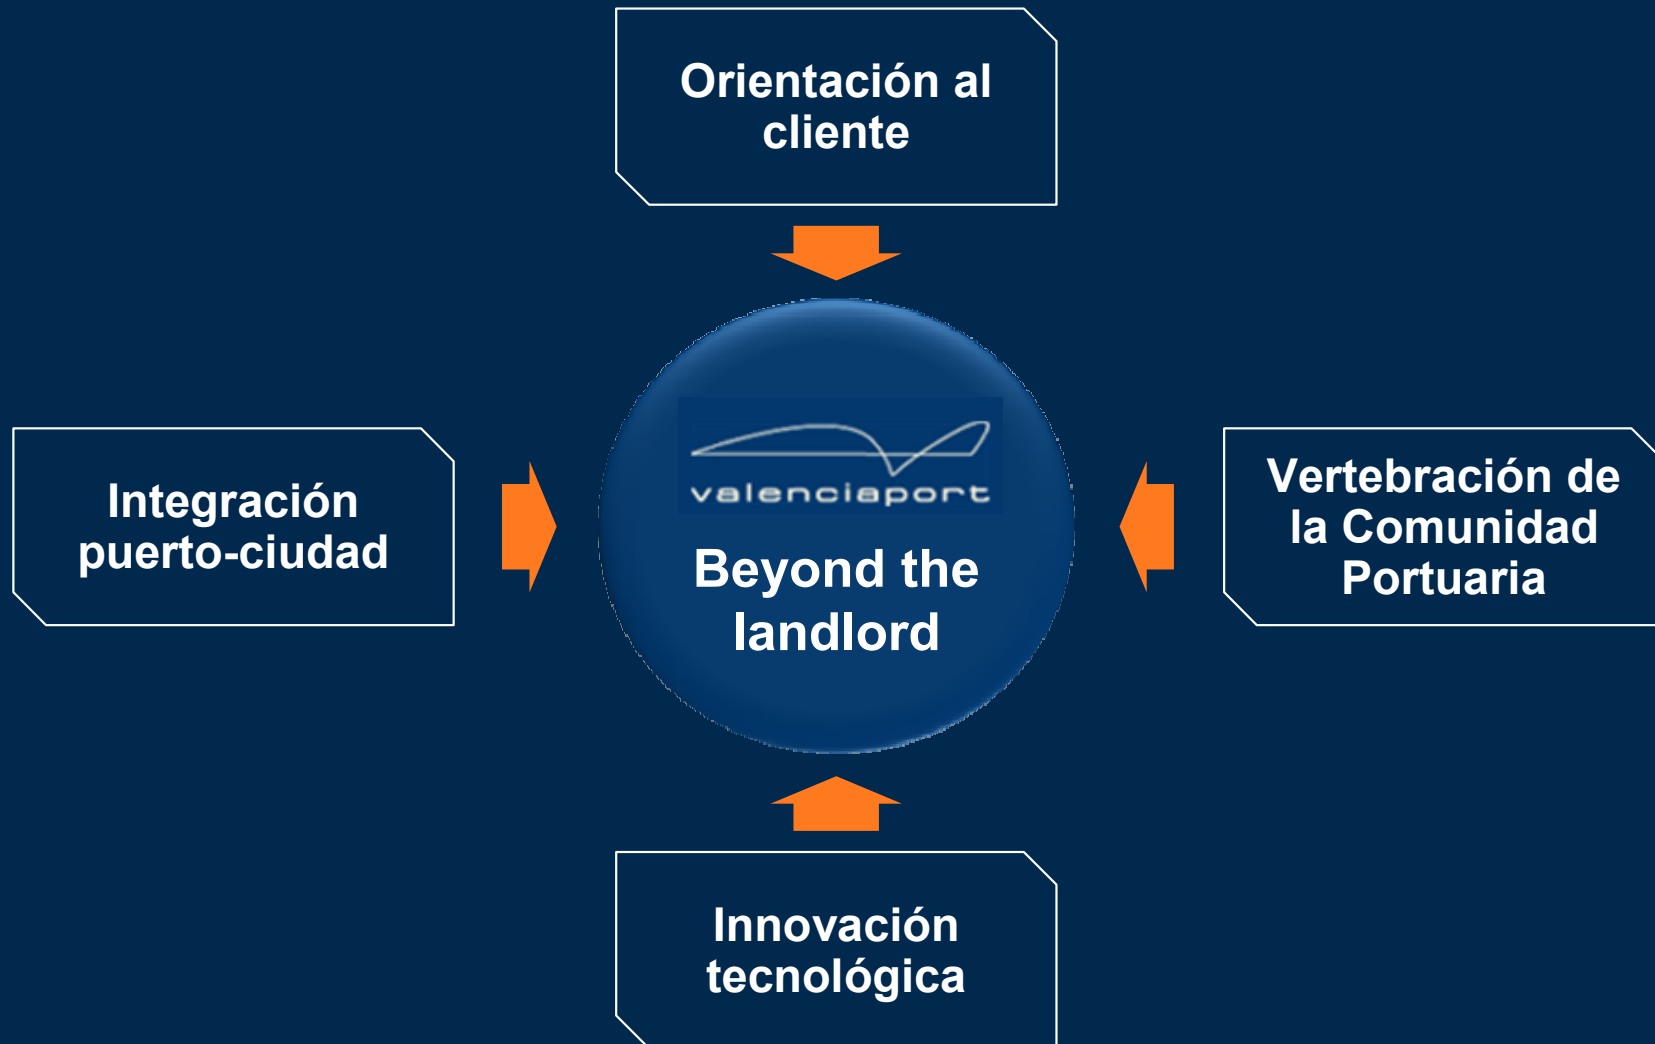 Orientación al
cliente
Integración
puerto-ciudad
valenciaport
Beyond the
landlord
Vertebración de
la Comunidad
Portuaria
Innovación
tecnológica